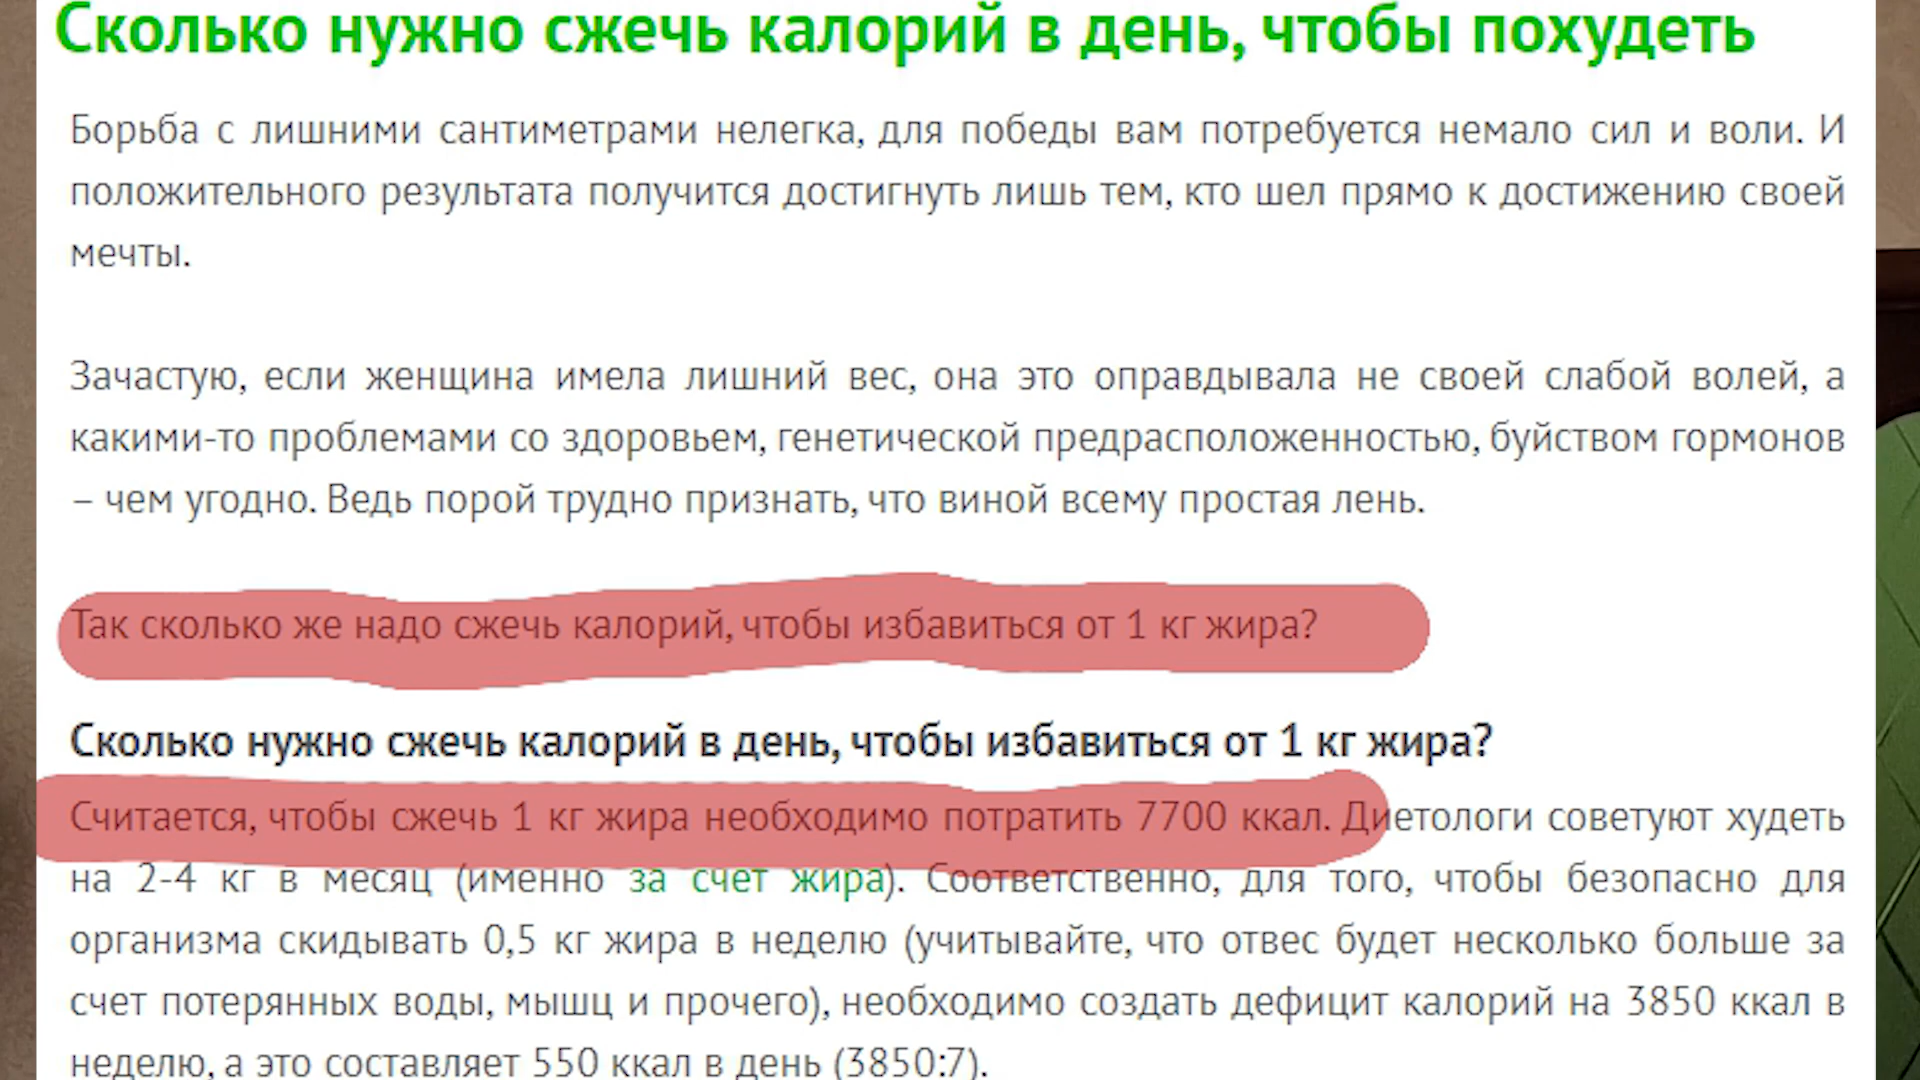 Сколько нужно сжечь калорий в день, чтобы похудеть
Борьба с лишними сантиметрами нелегка, для победы вам потребуется немало сил и воли. И
положительного результата получится достигнуть лишь тем, кто шел прямо к достижению своей
мечты.
Зачастую, если женщина имела лишний вес, она это оправдывала не своей слабой волей, а
какими-то проблемами со здоровьем, генетической предрасположенностью, буйством гормонов
– чем угодно. Ведь порой трудно признать, что виной всему простая лень.
Так сколько же надо сжечь калорий, чтобы избавиться от 1 кг жира?
Сколько нужно сжечь калорий в день, чтобы избавиться от 1 кг жира?
Считается, чтобы сжечь 1 кг жира необходимо потратить 7700 ккал. Диетологи советуют худеть
на 2-4 кг в месяц (именно за счет жира). Соответственно, для того, чтобы безопасно для
организма скидывать 0,5 кг жира в неделю (учитывайте, что отвес будет несколько больше за
счет потерянных воды, мышц и прочего), необходимо создать дефицит калорий на 3850 ккал в
неделю, а это составляет 550 ккал в день (3850:7).